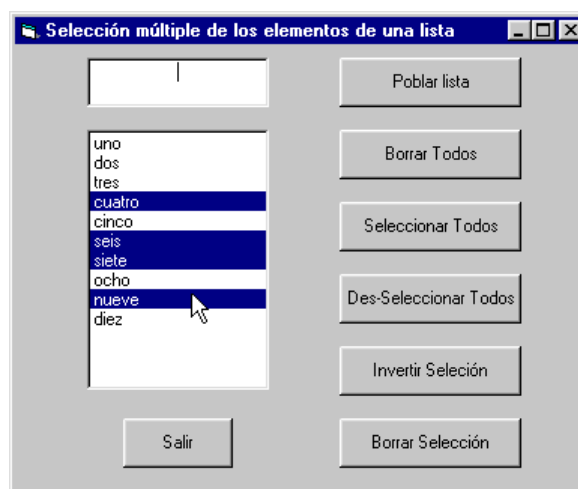 Selección múltiple de los elementos de una lista
Poblar lista
uno
dos
tres
cuatro
cinco
seis
siete
ocho
nueve
diez
Borrar Todos
Seleccionar Todos
Des-Seleccionar Todos
Invertir Seleción
Salir
Borrar Selección